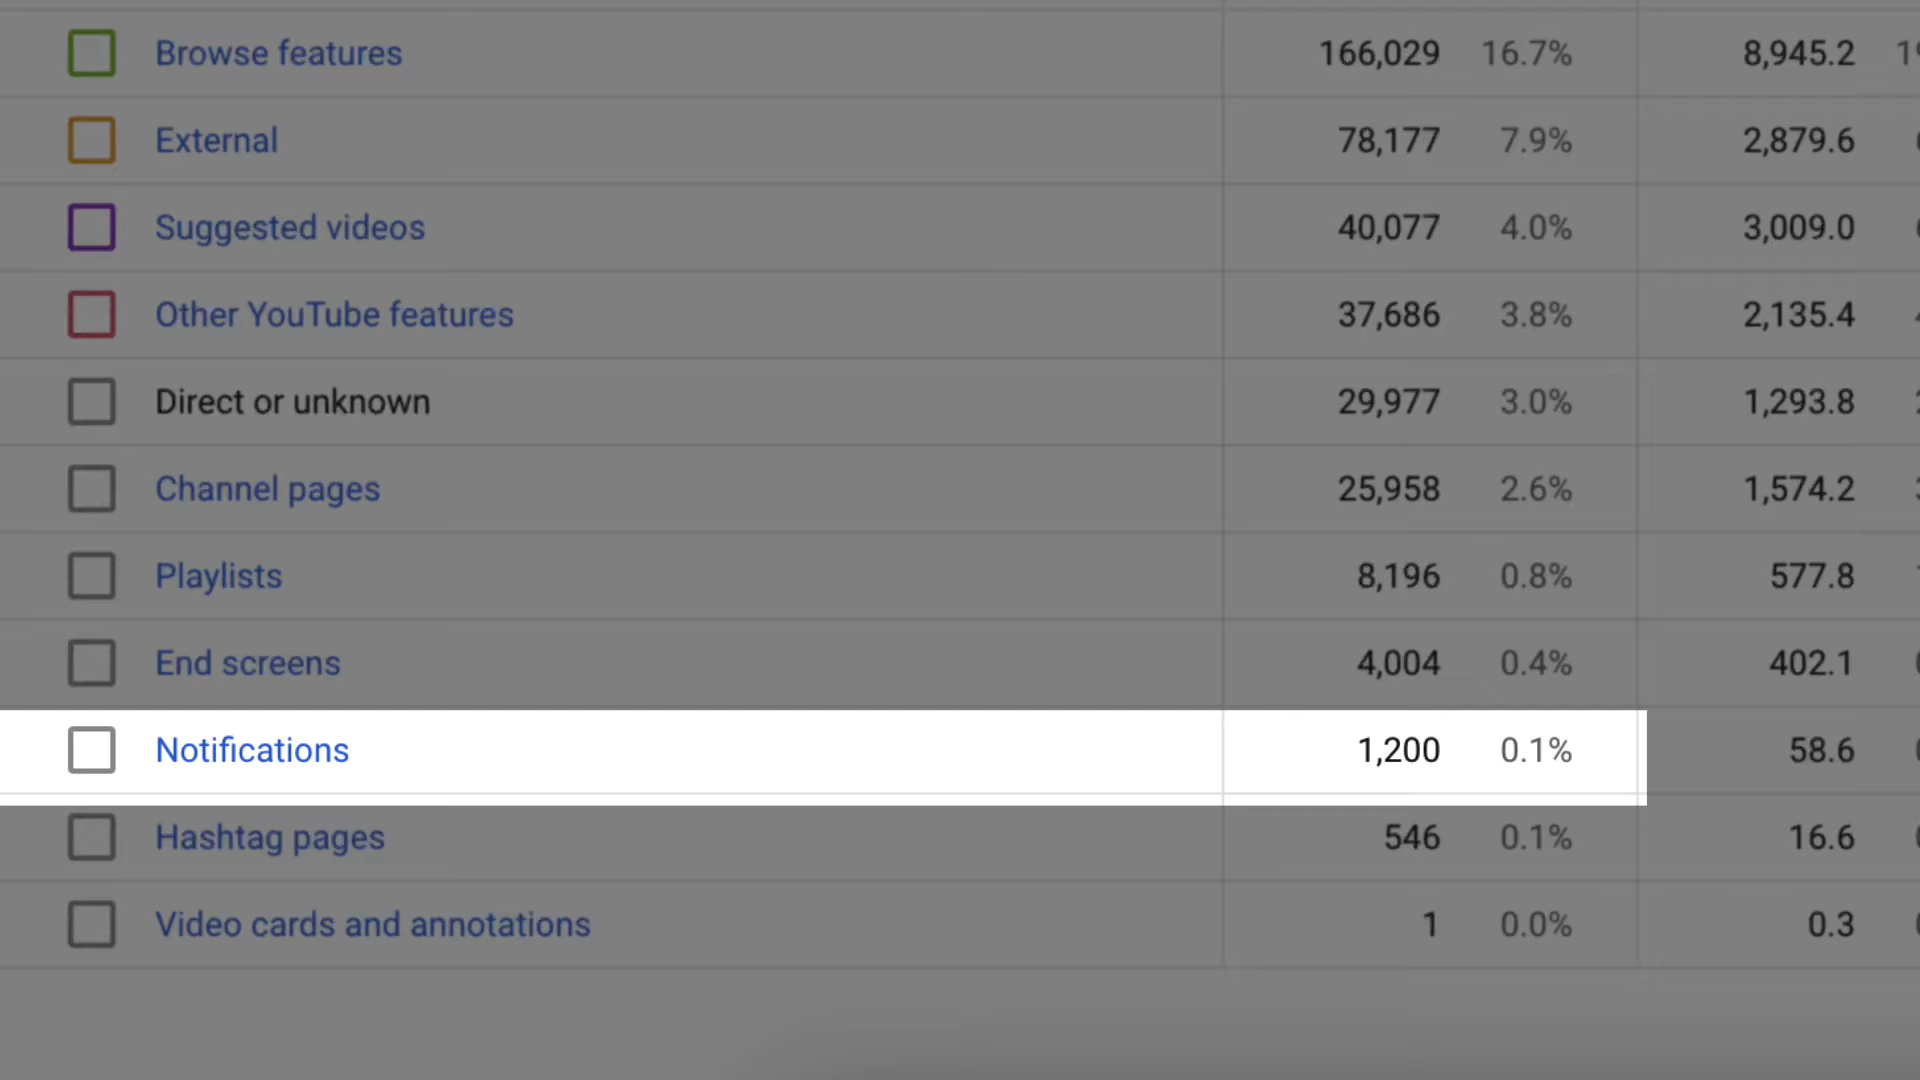 Browse features 166,029 16.7% 8,945.2
External 78,177 7.9% 2,879.6
Suggested videos 40,077 4.0% 3,009.0
Other YouTube features 37,686 3.8% 2,135.4
Direct or unknown 29,977 3.0% 1,293.8
Channel pages 25,958 2.6% 1,574.2
Playlists 8,196 0.8% 577.8
End screens 4,004 0.4% 402.1
Notifications 1,200 0.1% 58.6
Hashtag pages 546 0.1% 16.6
Video cards and annotations 1 0.0% 0.3